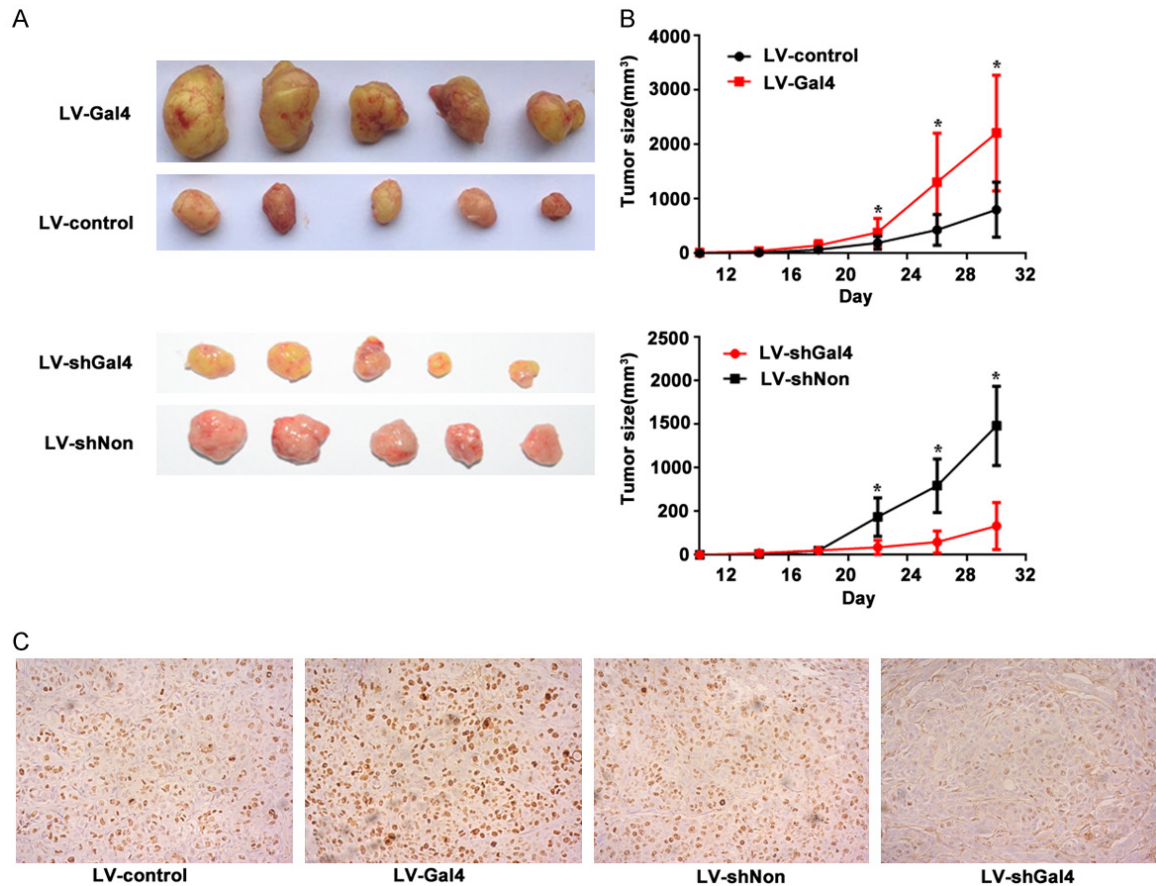 A
LV-Gal4
LV-control
LV-shGal4
LV-shNon
B
Tumor size(mm³)
4000
3000
2000
1000
0
LV-control
LV-Gal4
*
*
*
12
16
20
24
28
32
Day
Tumor size(mm³)
2500
2000
1500
1000
200
0
LV-shGal4
LV-shNon
*
*
*
12
16
20
24
28
32
Day
C
LV-control
LV-Gal4
LV-shNon
LV-shGal4